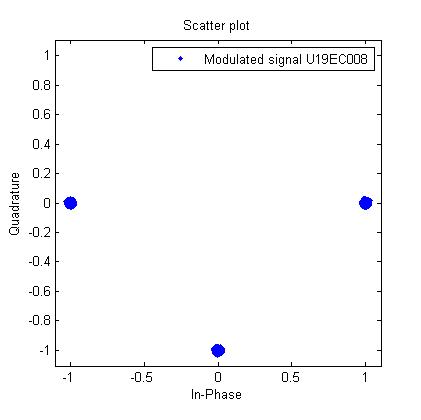 Scatter plot
Modulated signal U19EC008
1
0.8
0.6
0.4
0.2
0
-0.2
-0.4
-0.6
-0.8
-1
Quadrature
-1 -0.5 0 0.5 1
In-Phase